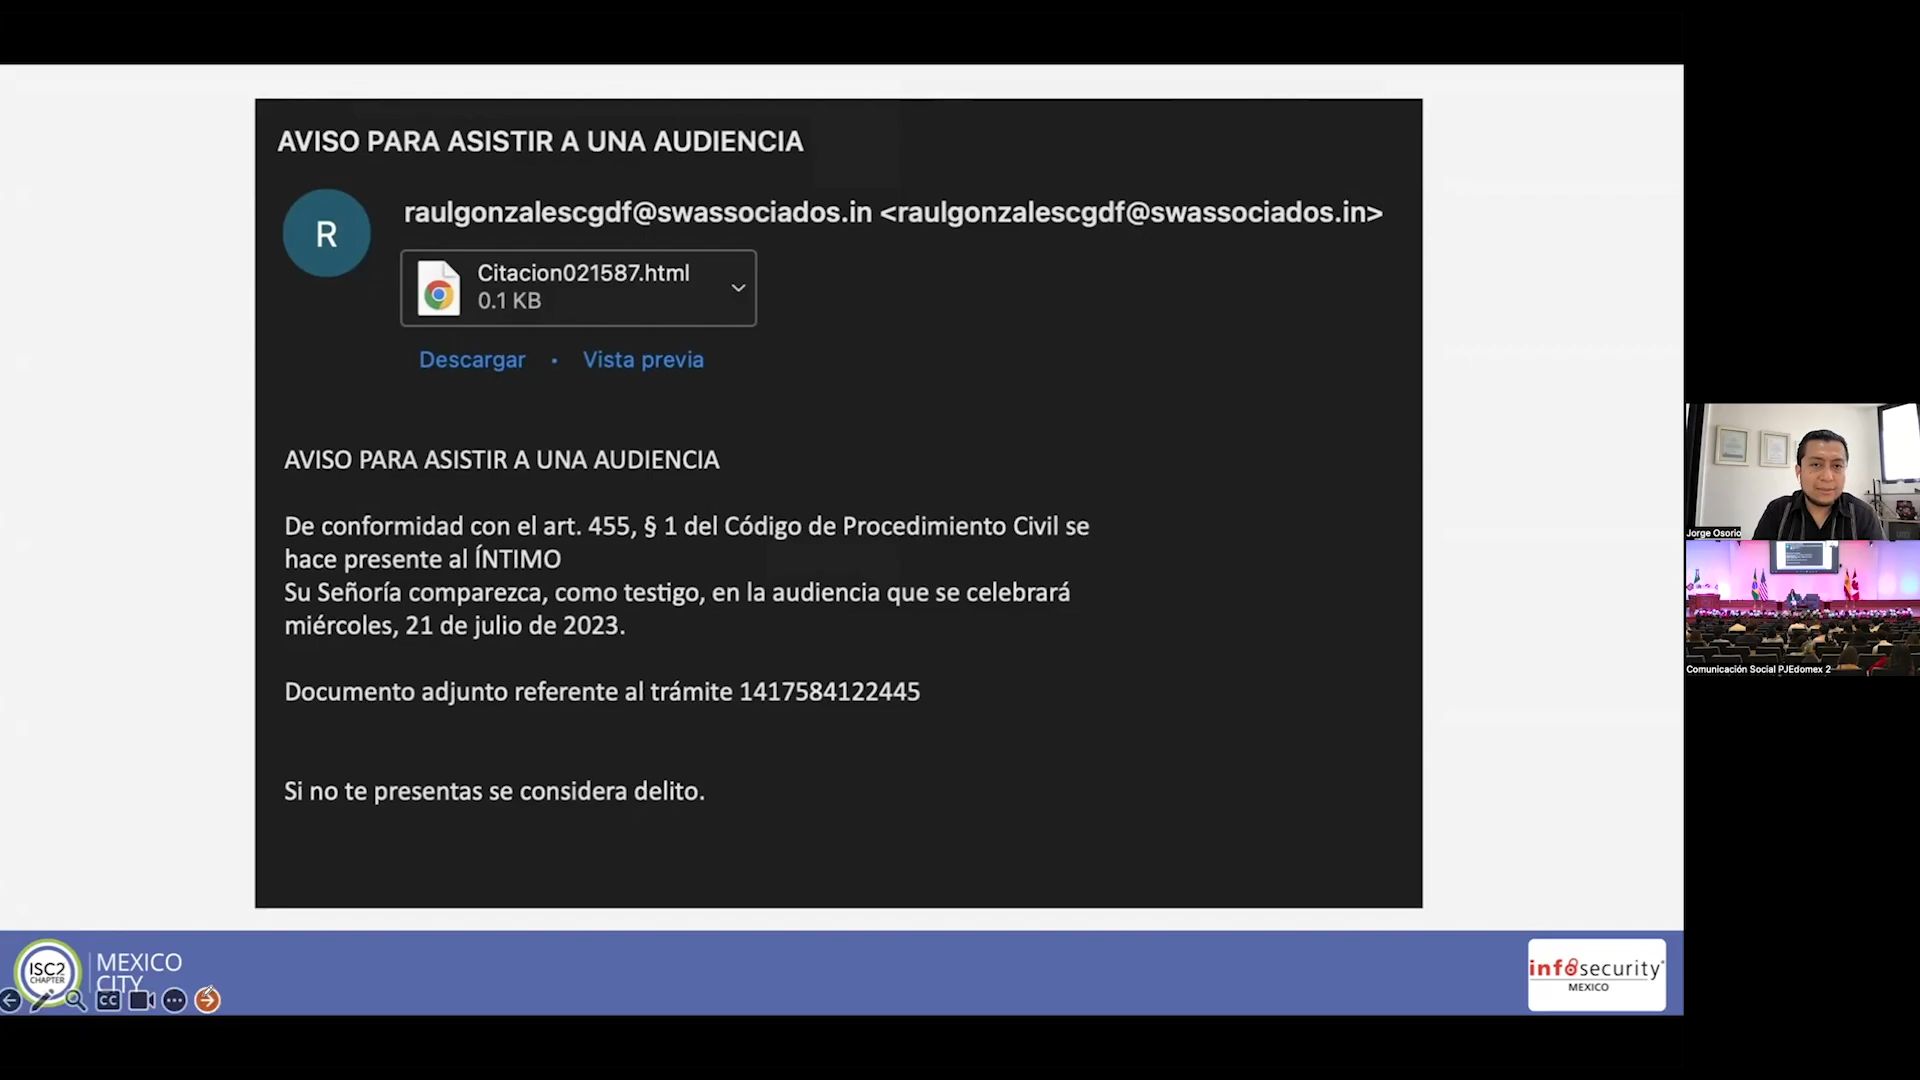 AVISO PARA ASISTIR A UNA AUDIENCIA
R
raulgonzalescgdf@swassociados.in <raulgonzalescgdf@swassociados.in>
Citacion021587.html
0.1 KB
Descargar • Vista previa
AVISO PARA ASISTIR A UNA AUDIENCIA
De conformidad con el art. 455, § 1 del Código de Procedimiento Civil se
hace presente al ÍNTIMO
Su Señoría comparezca, como testigo, en la audiencia que se celebrará
miércoles, 21 de julio de 2023.
Documento adjunto referente al trámite 1417584122445
Si no te presentas se considera delito.
Jorge Osorio
Comunicación Social PJEdomex 2
ISC2
CHAPTER
MEXICO
CITY
CC
infosecurity
MEXICO